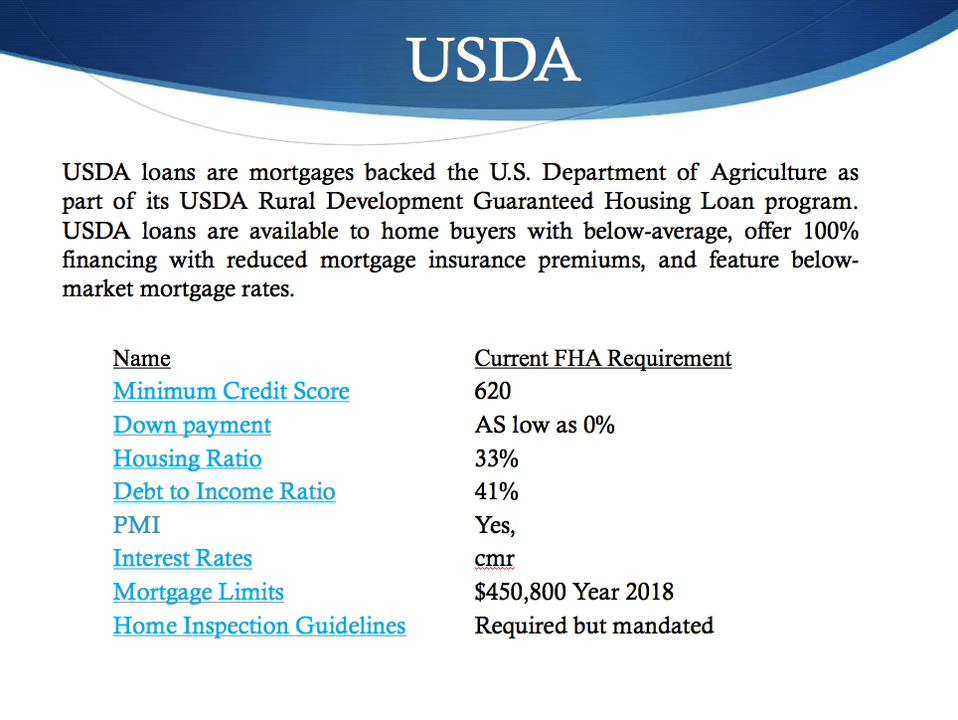 USDA
USDA loans are mortgages backed the U.S. Department of Agriculture as
part of its USDA Rural Development Guaranteed Housing Loan program.
USDA loans are available to home buyers with below-average, offer 100%
financing with reduced mortgage insurance premiums, and feature below-
market mortgage rates.
Name Current FHA Requirement
Minimum Credit Score 620
Down payment AS low as 0%
Housing Ratio 33%
Debt to Income Ratio 41%
PMI Yes,
Interest Rates cmr
Mortgage Limits $450,800 Year 2018
Home Inspection Guidelines Required but mandated